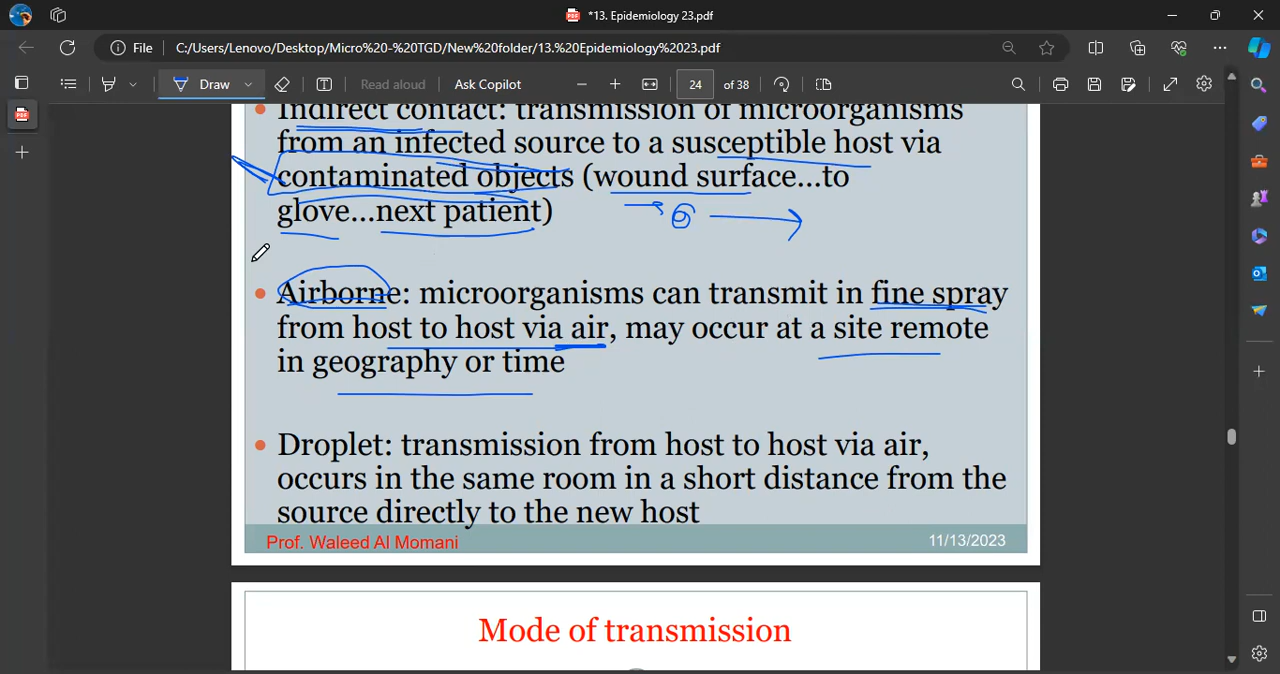 *13. Epidemiology 23.pdf
File C:/Users/Lenovo/Desktop/Micro%20-%20TGD/New%20folder/13.%20Epidemiology%2023.pdf
Draw Read aloud Ask Copilot 24 of 38
Indirect contact: transmission of microorganisms
from an infected source to a susceptible host via
contaminated objects (wound surface...to
glove...next patient)
Airborne: microorganisms can transmit in fine spray
from host to host via air, may occur at a site remote
in geography or time
Droplet: transmission from host to host via air,
occurs in the same room in a short distance from the
source directly to the new host
Prof. Waleed Al Momani 11/13/2023
Mode of transmission